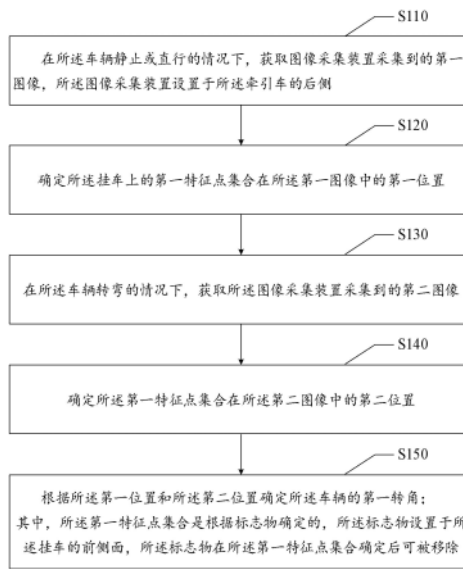 S110
在所述车辆静止或直行的情况下，获取图像采集装置采集到的第一
图像，所述图像采集装置设置于所述牵引车的后侧
S120
确定所述挂车上的第一特征点集合在所述第一图像中的第一位置
S130
在所述车辆转弯的情况下，获取所述图像采集装置采集到的第二图像
S140
确定所述第一特征点集合在所述第二图像中的第二位置
S150
根据所述第一位置和所述第二位置确定所述车辆的第一转角；
其中，所述第一特征点集合是根据标志物确定的，所述标志物设置于所
述挂车的前侧面，所述标志物在所述第一特征点集合确定后可被移除